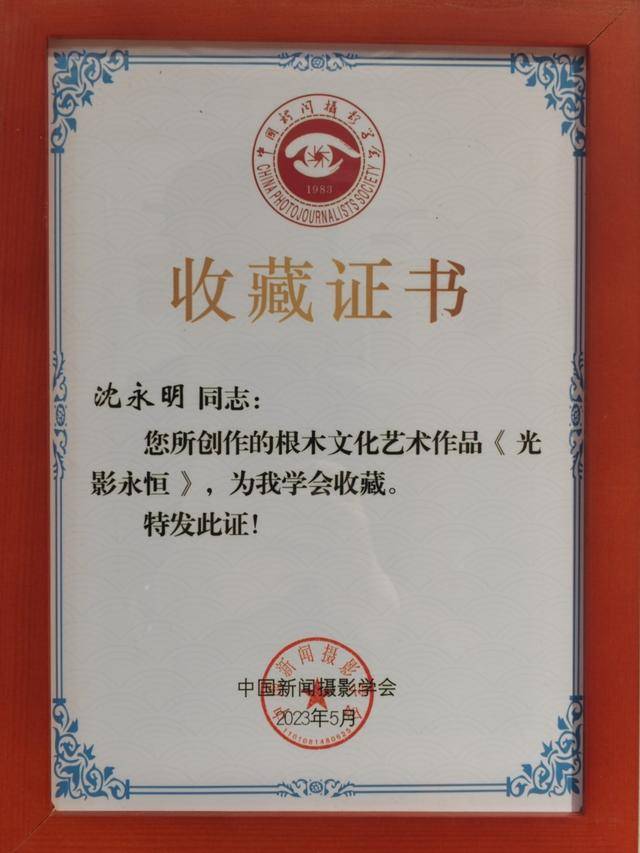 中国新闻摄影学会
CHINA PHOTOJOURNALISTS SOCIETY
1983
收藏证书
沈永明 同志：
您所创作的根木文化艺术作品《 光
影永恒 》，为我学会收藏。
特发此证！
中国新闻摄影学会
2023年5月